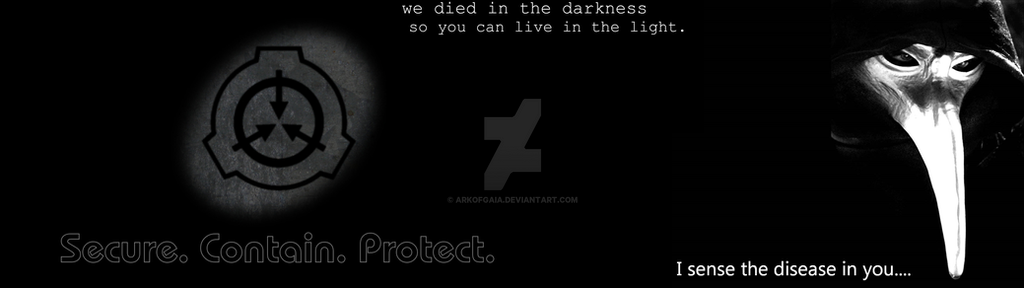 we died in the darkness
so you can live in the light.
© ARKOFGAIA.DEVIANTART.COM
Secure. Contain. Protect.
I sense the disease in you....